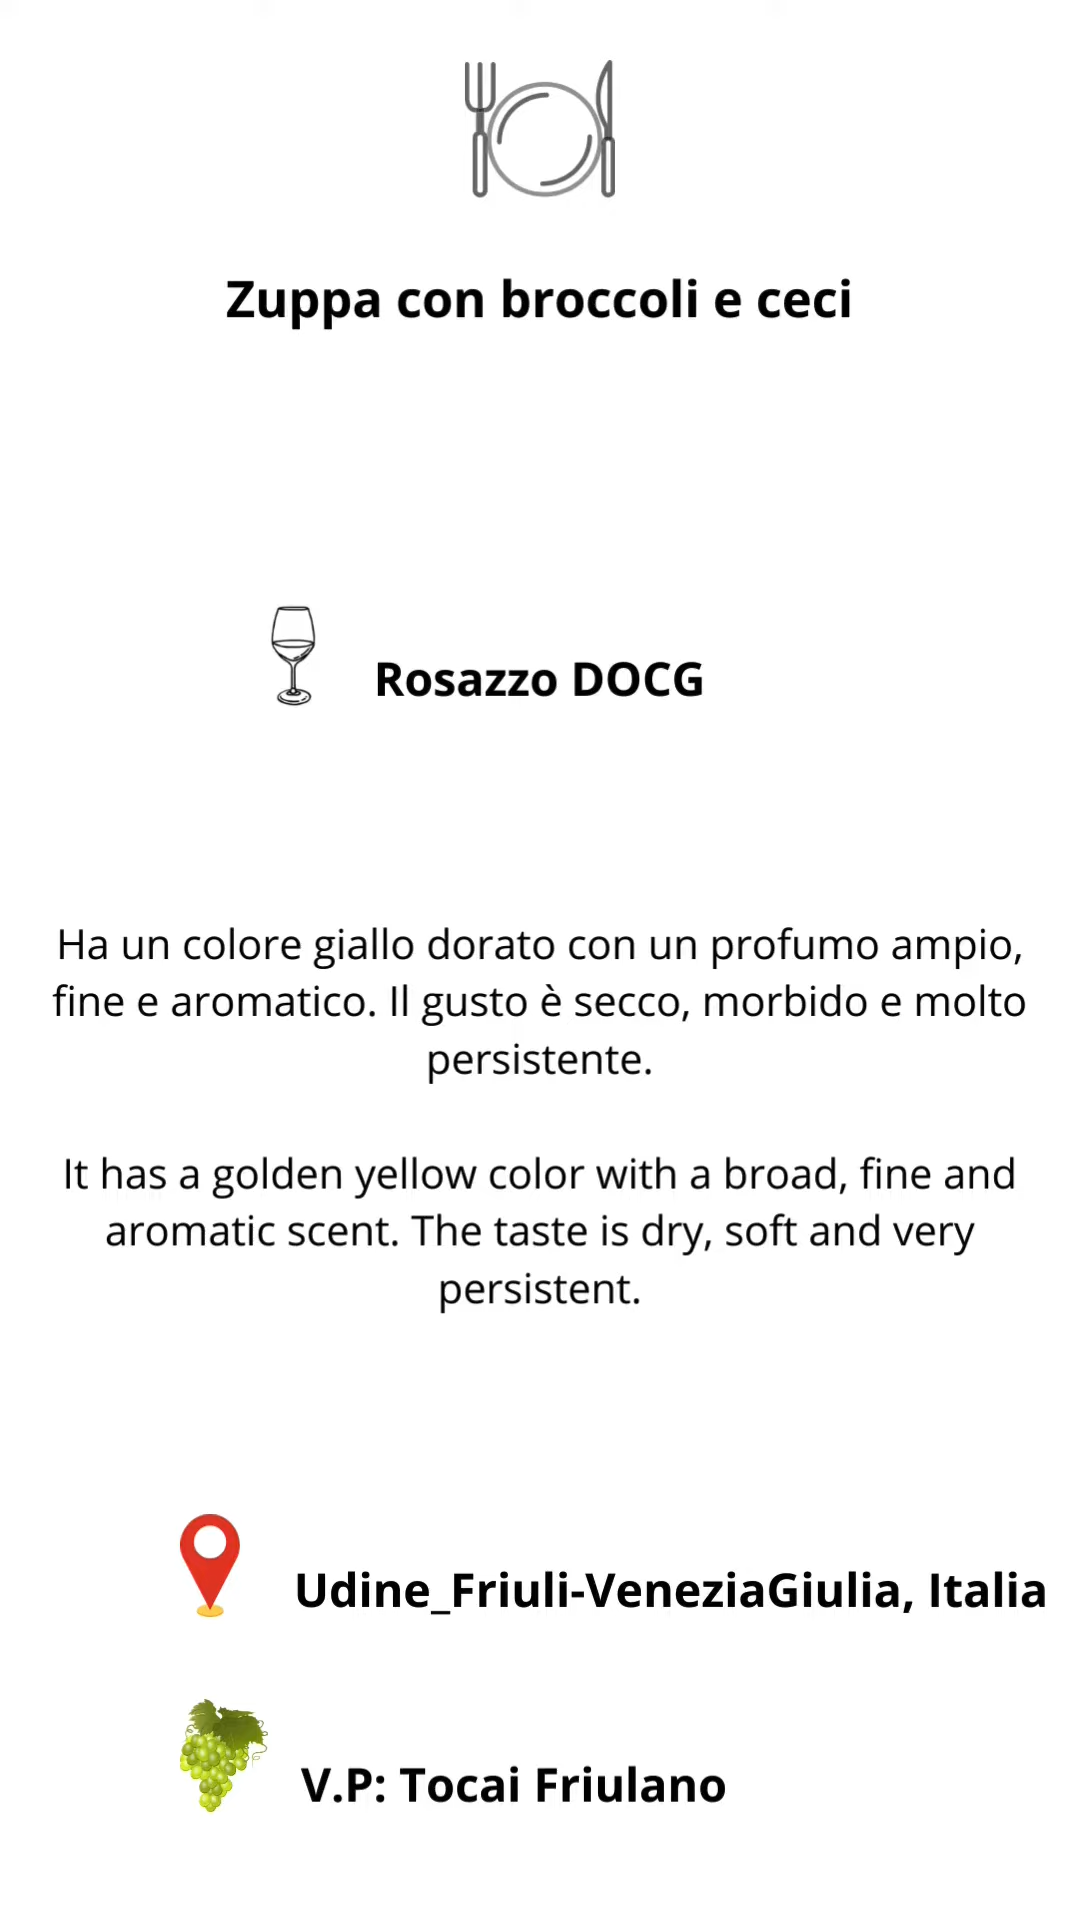 Zuppa con broccoli e ceci
Rosazzo DOCG
Ha un colore giallo dorato con un profumo ampio,
fine e aromatico. Il gusto è secco, morbido e molto
persistente.
It has a golden yellow color with a broad, fine and
aromatic scent. The taste is dry, soft and very
persistent.
Udine_Friuli-VeneziaGiulia, Italia
V.P: Tocai Friulano